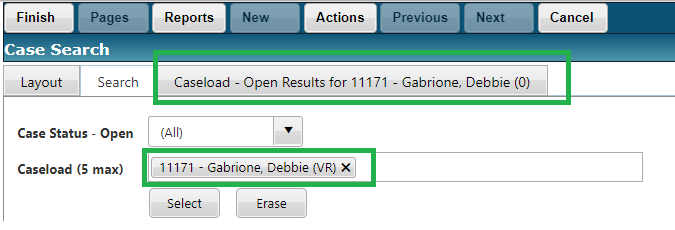 Finish Pages Reports New Actions Previous Next Cancel
Case Search
Layout Search Caseload - Open Results for 11171 - Gabrione, Debbie (0)
Case Status - Open (All)
Caseload (5 max) 11171 - Gabrione, Debbie (VR) ✕
Select Erase